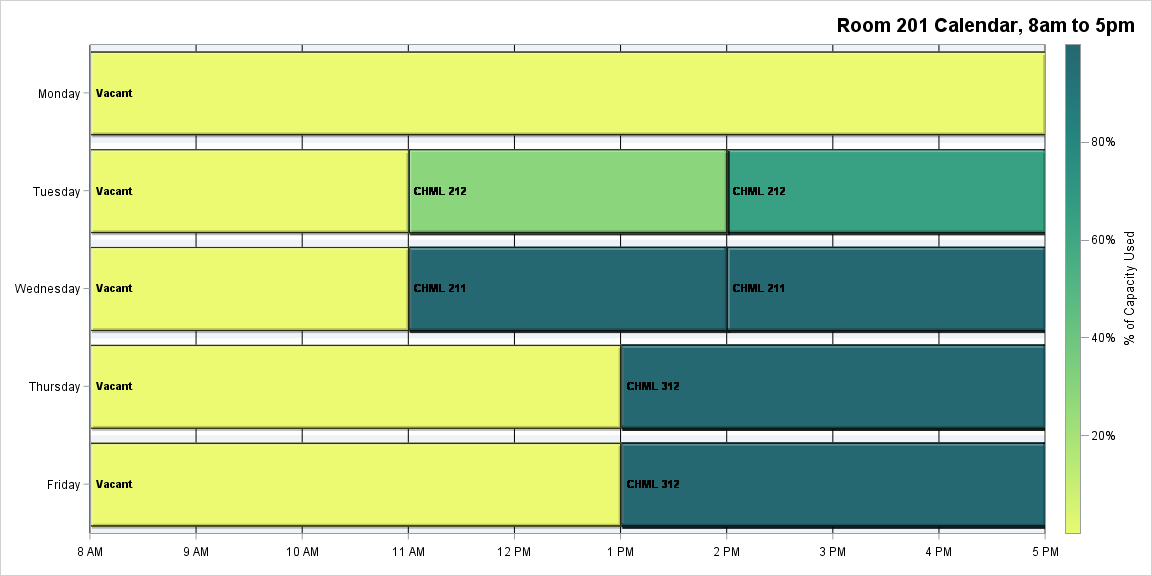 Room 201 Calendar, 8am to 5pm
Monday
Vacant
Tuesday
Vacant
CHML 212
CHML 212
Wednesday
Vacant
CHML 211
CHML 211
Thursday
Vacant
CHML 312
Friday
Vacant
CHML 312
8 AM
9 AM
10 AM
11 AM
12 PM
1 PM
2 PM
3 PM
4 PM
5 PM
80%
60%
40%
20%
% of Capacity Used